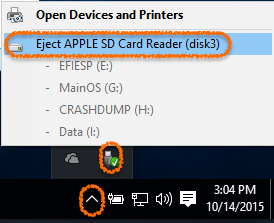 Open Devices and Printers
Eject APPLE SD Card Reader (disk3)
- EFIESP (E:)
- MainOS (G:)
- CRASHDUMP (H:)
- Data (I:)
3:04 PM
10/14/2015